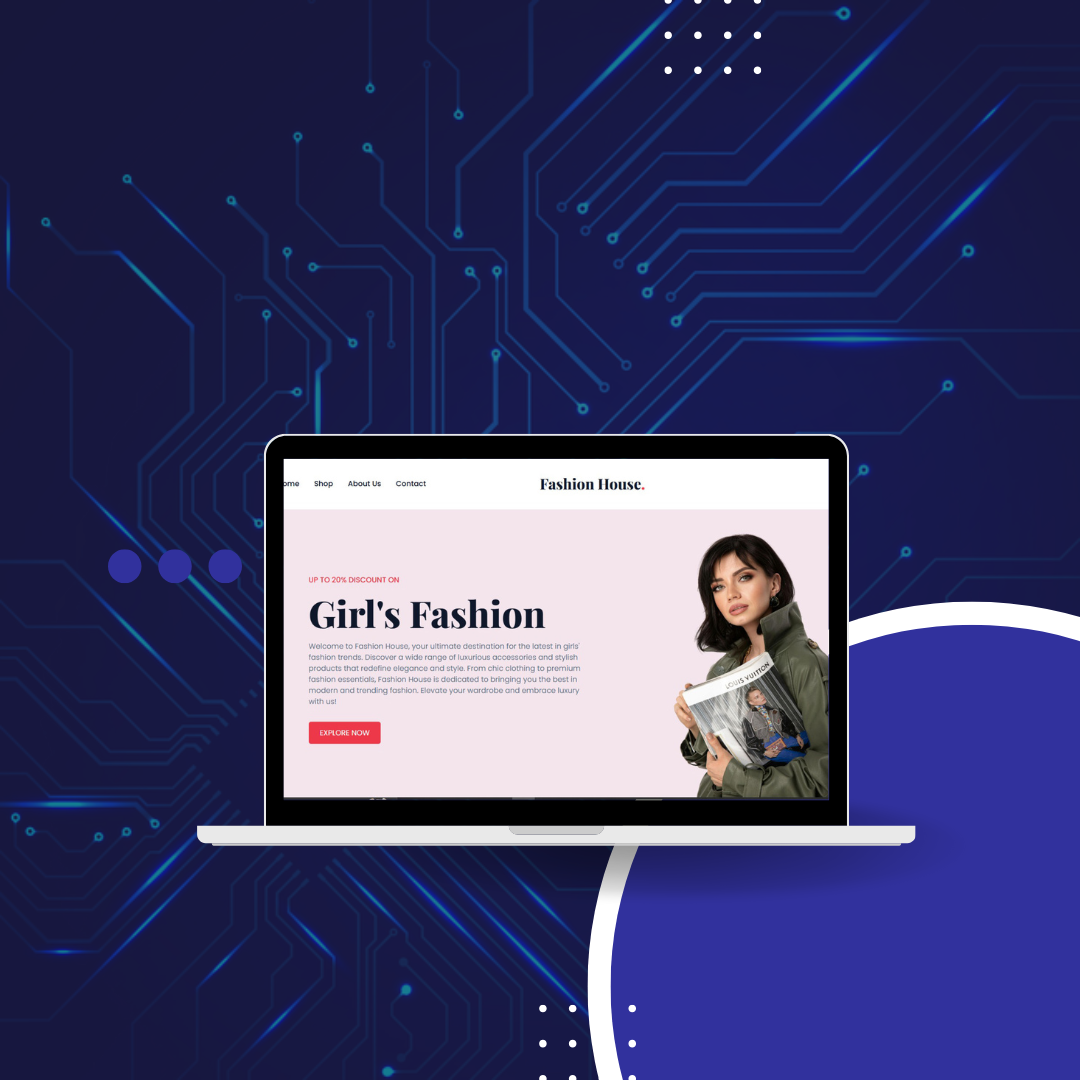 ome Shop About Us Contact Fashion House.
UP TO 20% DISCOUNT ON
Girl's Fashion
Welcome to Fashion House, your ultimate destination for the latest in girls'
fashion trends. Discover a wide range of luxurious accessories and stylish
products that redefine elegance and style. From chic clothing to premium
fashion essentials, Fashion House is dedicated to bringing you the best in
modern and trending fashion. Elevate your wardrobe and embrace luxury
with us!
EXPLORE NOW
LOUIS VUITTON